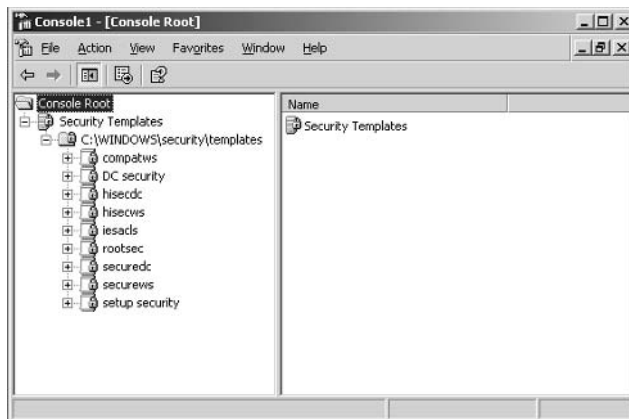 Console1 - [Console Root]
File Action View Favorites Window Help
Console Root
Security Templates
C:\WINDOWS\security\templates
compatws
DC security
hisecdc
hisecws
iesacls
rootsec
securedc
securews
setup security
Name
Security Templates